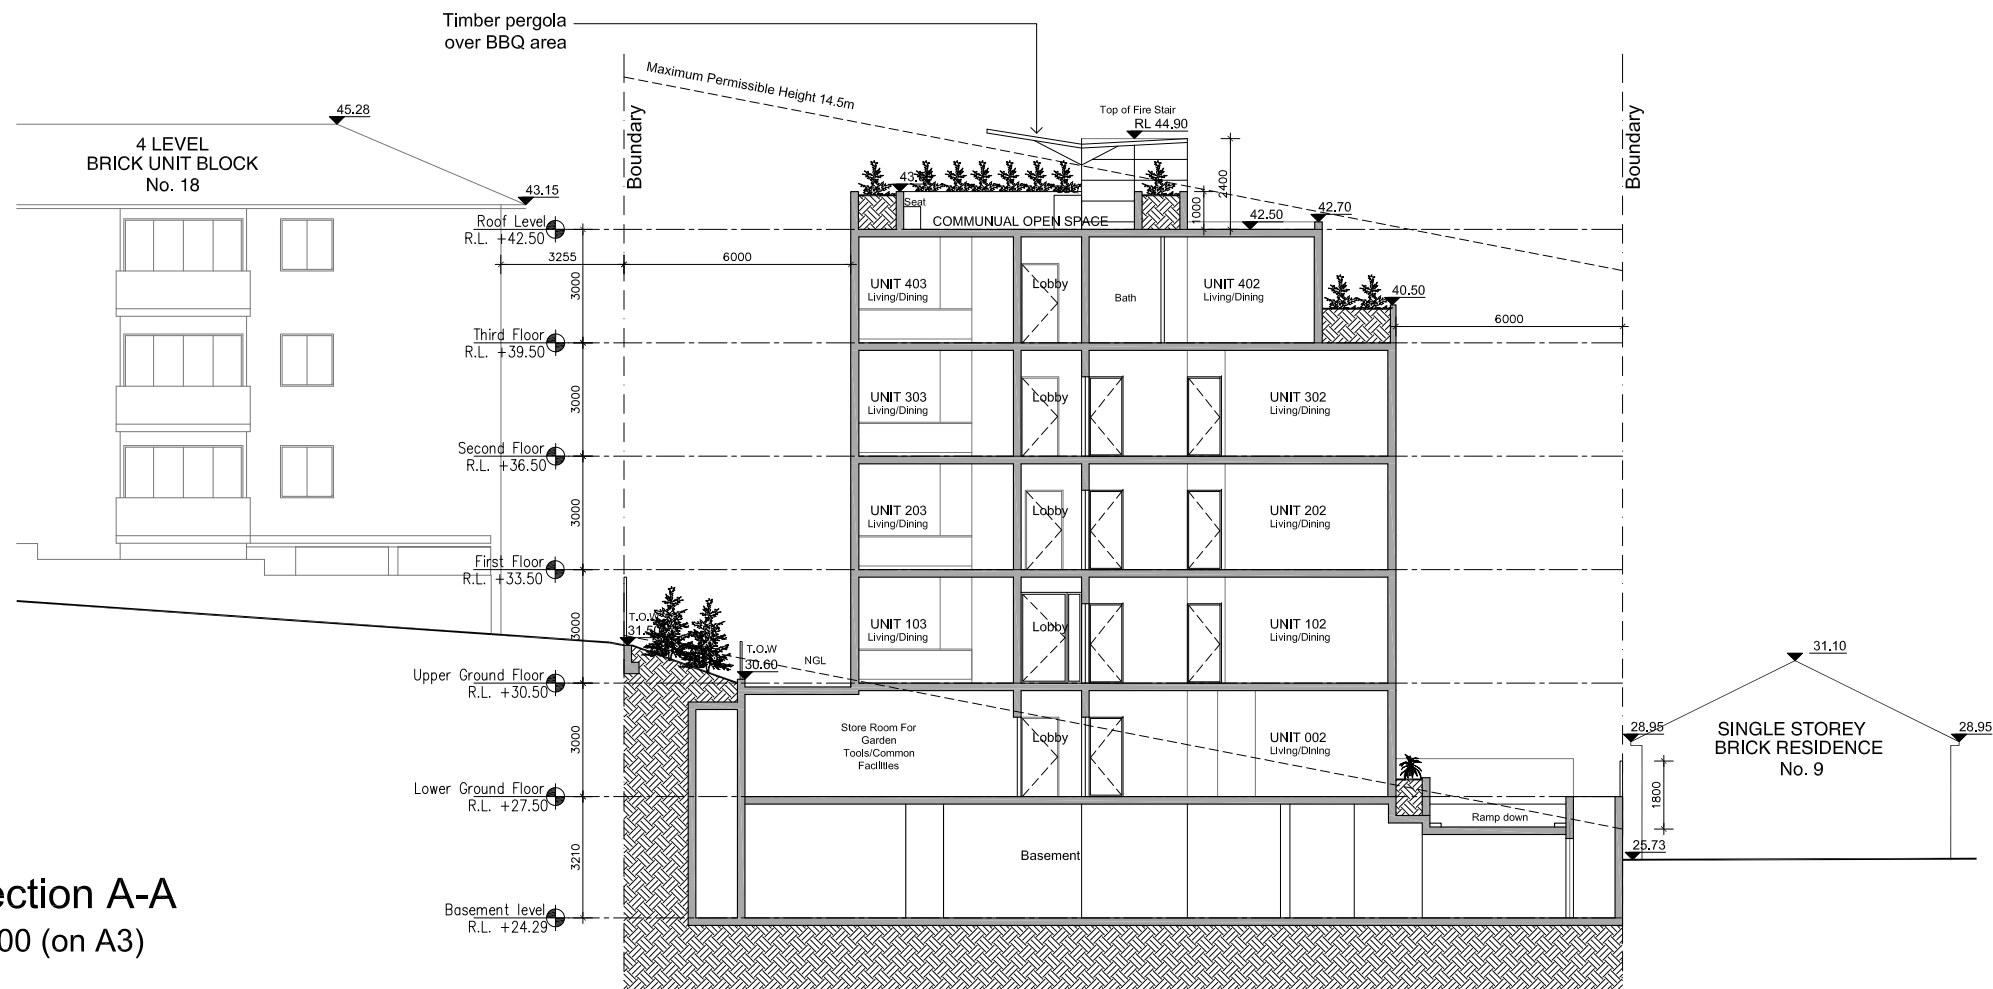 Timber pergola
over BBQ area
Maximum Permissible Height 14.5m
Boundary
Boundary
45.28
4 LEVEL
BRICK UNIT BLOCK
No. 18
43.15
Top of Fire Stair
RL 44.90
2400
1000
Seat
COMMUNUAL OPEN SPACE
42.50
42.70
Roof Level
R.L. +42.50
3255
6000
3000
UNIT 403
Living/Dining
Lobby
Bath
UNIT 402
Living/Dining
40.50
6000
Third Floor
R.L. +39.50
3000
UNIT 303
Living/Dining
Lobby
UNIT 302
Living/Dining
Second Floor
R.L. +36.50
3000
UNIT 203
Living/Dining
Lobby
UNIT 202
Living/Dining
First Floor
R.L. +33.50
3000
T.O.W
31.50
UNIT 103
Living/Dining
Lobby
UNIT 102
Living/Dining
T.O.W
30.60
NGL
Upper Ground Floor
R.L. +30.50
3000
Store Room For
Garden
Tools/Common
Facilities
Lobby
UNIT 002
Living/Dining
31.10
28.95
SINGLE STOREY
BRICK RESIDENCE
No. 9
28.95
1800
Lower Ground Floor
R.L. +27.50
3210
Basement
Ramp down
25.73
Basement level
R.L. +24.29
ection A-A
00 (on A3)